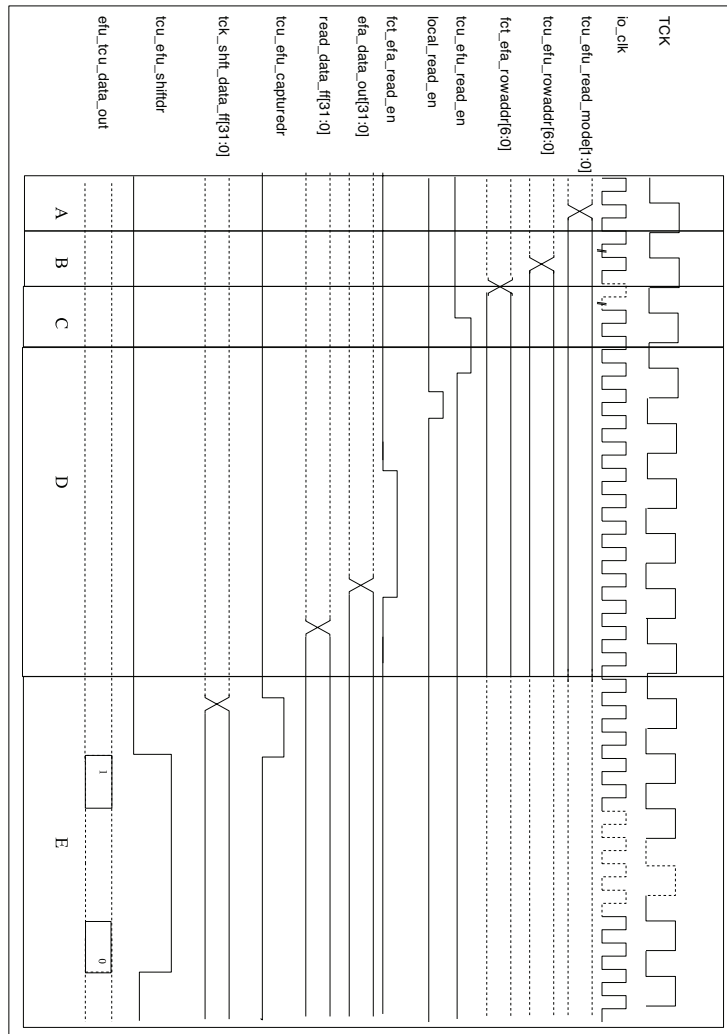 TCK
io_clk
tcu_efu_read_mode[1:0]
tcu_efu_rowaddr[6:0]
fct_efa_rowaddr[6:0]
tcu_efu_read_en
local_read_en
fct_efa_read_en
efa_data_out[31:0]
read_data_ff[31:0]
tcu_efu_capturedr
tck_shft_data_ff[31:0]
tcu_efu_shiftdr
efu_tcu_data_out
1
0
A
B
C
D
E